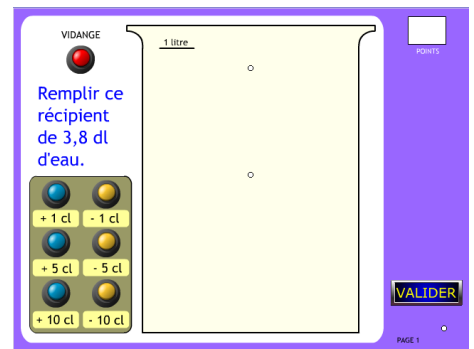 VIDANGE
1 litre
POINTS
Remplir ce
récipient
de 3,8 dl
d'eau.
+ 1 cl - 1 cl
+ 5 cl - 5 cl
+ 10 cl - 10 cl
VALIDER
PAGE 1